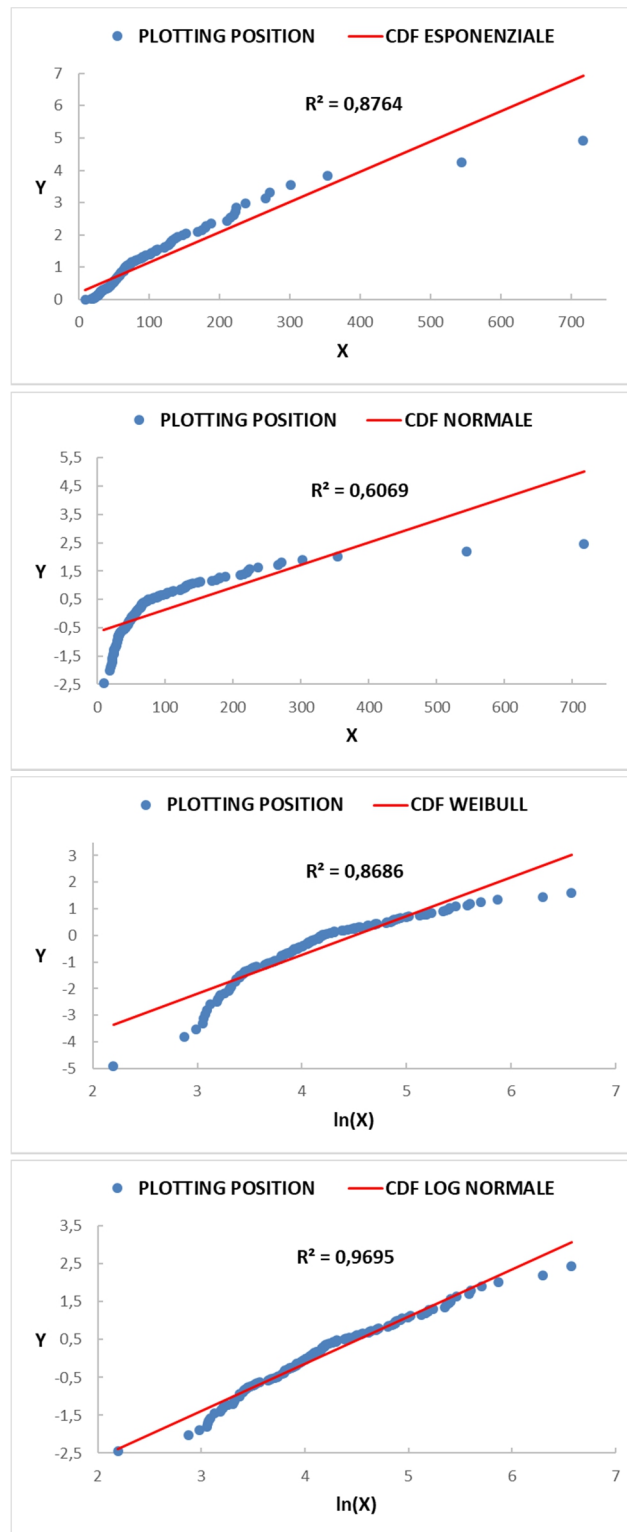 PLOTTING POSITION CDF ESPONENZIALE
7
R² = 0,8764
6
5
4
Y
3
2
1
0
0 100 200 300 400 500 600 700
X
PLOTTING POSITION CDF NORMALE
5,5
R² = 0,6069
4,5
3,5
2,5
Y
1,5
0,5
-0,5
-1,5
-2,5
0 100 200 300 400 500 600 700
X
PLOTTING POSITION CDF WEIBULL
3
R² = 0,8686
2
1
0
Y
-1
-2
-3
-4
-5
2 3 4 5 6 7
ln(X)
PLOTTING POSITION CDF LOG NORMALE
3,5
R² = 0,9695
2,5
1,5
Y
0,5
-0,5
-1,5
-2,5
2 3 4 5 6 7
ln(X)